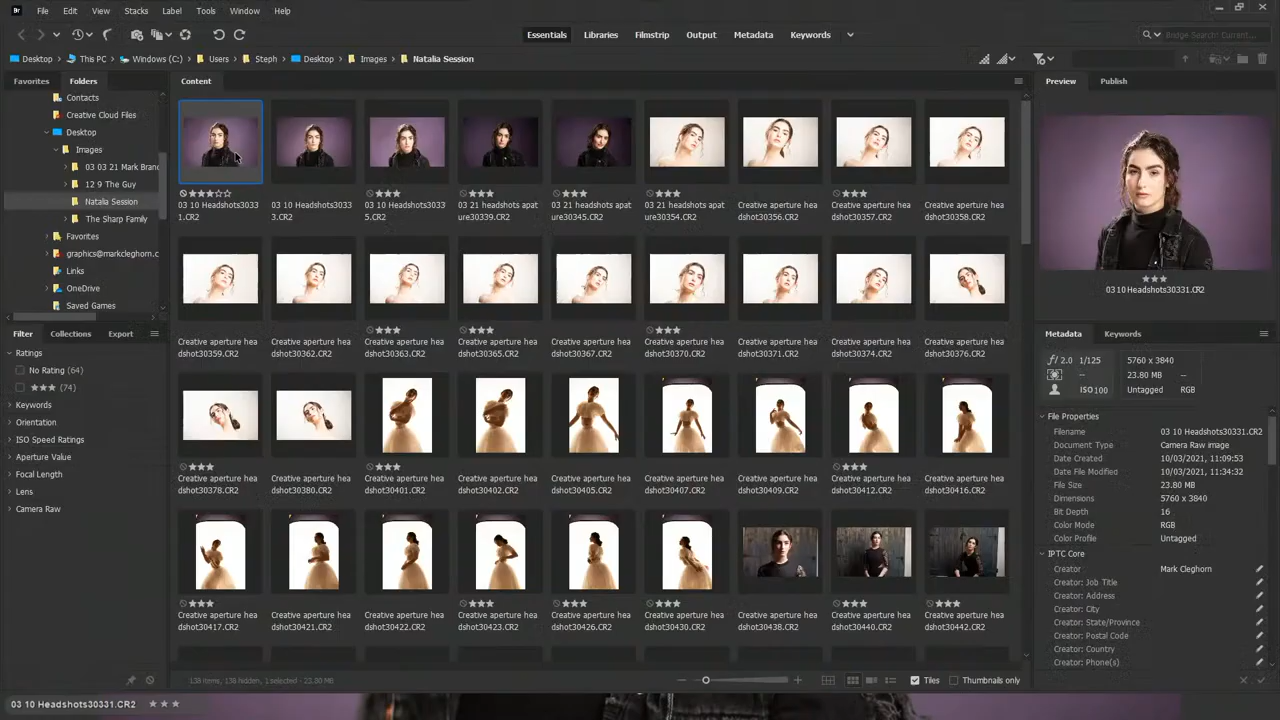 Br File Edit View Stacks Label Tools Window Help
Essentials Libraries Filmstrip Output Metadata Keywords Bridge Search: Current...
Desktop This PC Windows (C:) Users Steph Desktop Images Natalia Session
Favorites Folders
Contacts
Creative Cloud Files
Desktop
Images
03 03 21 Mark Branc
12 9 The Guy
Natalia Session
The Sharp Family
Favorites
graphics@markcleghorn.c
Links
OneDrive
Saved Games
Filter Collections Export
Ratings
No Rating (64)
★★★ (74)
Keywords
Orientation
ISO Speed Ratings
Aperture Value
Focal Length
Lens
Camera Raw
Content
03 10 Headshots3033 03 10 Headshots3033 03 10 Headshots3033 03 21 headshots apat 03 21 headshots apat 03 21 headshots apat Creative aperture hea Creative aperture hea Creative aperture hea
1.CR2 3.CR2 5.CR2 ure30339.CR2 ure30345.CR2 ure30354.CR2 dshot30356.CR2 dshot30357.CR2 dshot30358.CR2
Creative aperture hea Creative aperture hea Creative aperture hea Creative aperture hea Creative aperture hea Creative aperture hea Creative aperture hea Creative aperture hea Creative aperture hea
dshot30359.CR2 dshot30362.CR2 dshot30363.CR2 dshot30365.CR2 dshot30367.CR2 dshot30370.CR2 dshot30371.CR2 dshot30374.CR2 dshot30376.CR2
Creative aperture hea Creative aperture hea Creative aperture hea Creative aperture hea Creative aperture hea Creative aperture hea Creative aperture hea Creative aperture hea Creative aperture hea
dshot30378.CR2 dshot30380.CR2 dshot30401.CR2 dshot30402.CR2 dshot30405.CR2 dshot30407.CR2 dshot30409.CR2 dshot30412.CR2 dshot30416.CR2
Creative aperture hea Creative aperture hea Creative aperture hea Creative aperture hea Creative aperture hea Creative aperture hea Creative aperture hea Creative aperture hea Creative aperture hea
dshot30417.CR2 dshot30421.CR2 dshot30422.CR2 dshot30423.CR2 dshot30426.CR2 dshot30430.CR2 dshot30438.CR2 dshot30440.CR2 dshot30442.CR2
138 items, 138 hidden, 1 selected - 23.80 MB Tiles Thumbnails only
Preview Publish
03 10 Headshots30331.CR2
Metadata Keywords
f/ 2.0 1/125 5760 x 3840
-- 23.80 MB --
ISO100 Untagged RGB
File Properties
Filename 03 10 Headshots30331.CR2
Document Type Camera Raw image
Date Created 10/03/2021, 11:09:53
Date File Modified 10/03/2021, 11:34:32
File Size 23.80 MB
Dimensions 5760 x 3840
Bit Depth 16
Color Mode RGB
Color Profile Untagged
IPTC Core
Creator Mark Cleghorn
Creator: Job Title
Creator: Address
Creator: City
Creator: State/Province
Creator: Postal Code
Creator: Country
Creator: Phone(s)
03 10 Headshots30331.CR2 ★★★